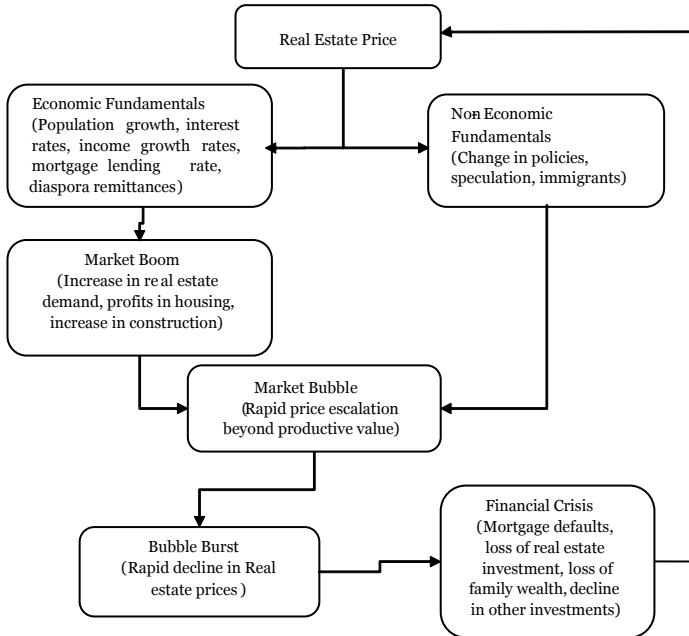 Real Estate Price
Economic Fundamentals
(Population growth, interest
rates, income growth rates,
mortgage lending rate,
diaspora remittances)
Non-Economic
Fundamentals
(Change in policies,
speculation, immigrants)
Market Boom
(Increase in real estate
demand, profits in housing,
increase in construction)
Market Bubble
(Rapid price escalation
beyond productive value)
Bubble Burst
(Rapid decline in Real
estate prices)
Financial Crisis
(Mortgage defaults,
loss of real estate
investment, loss of
family wealth, decline
in other investments)